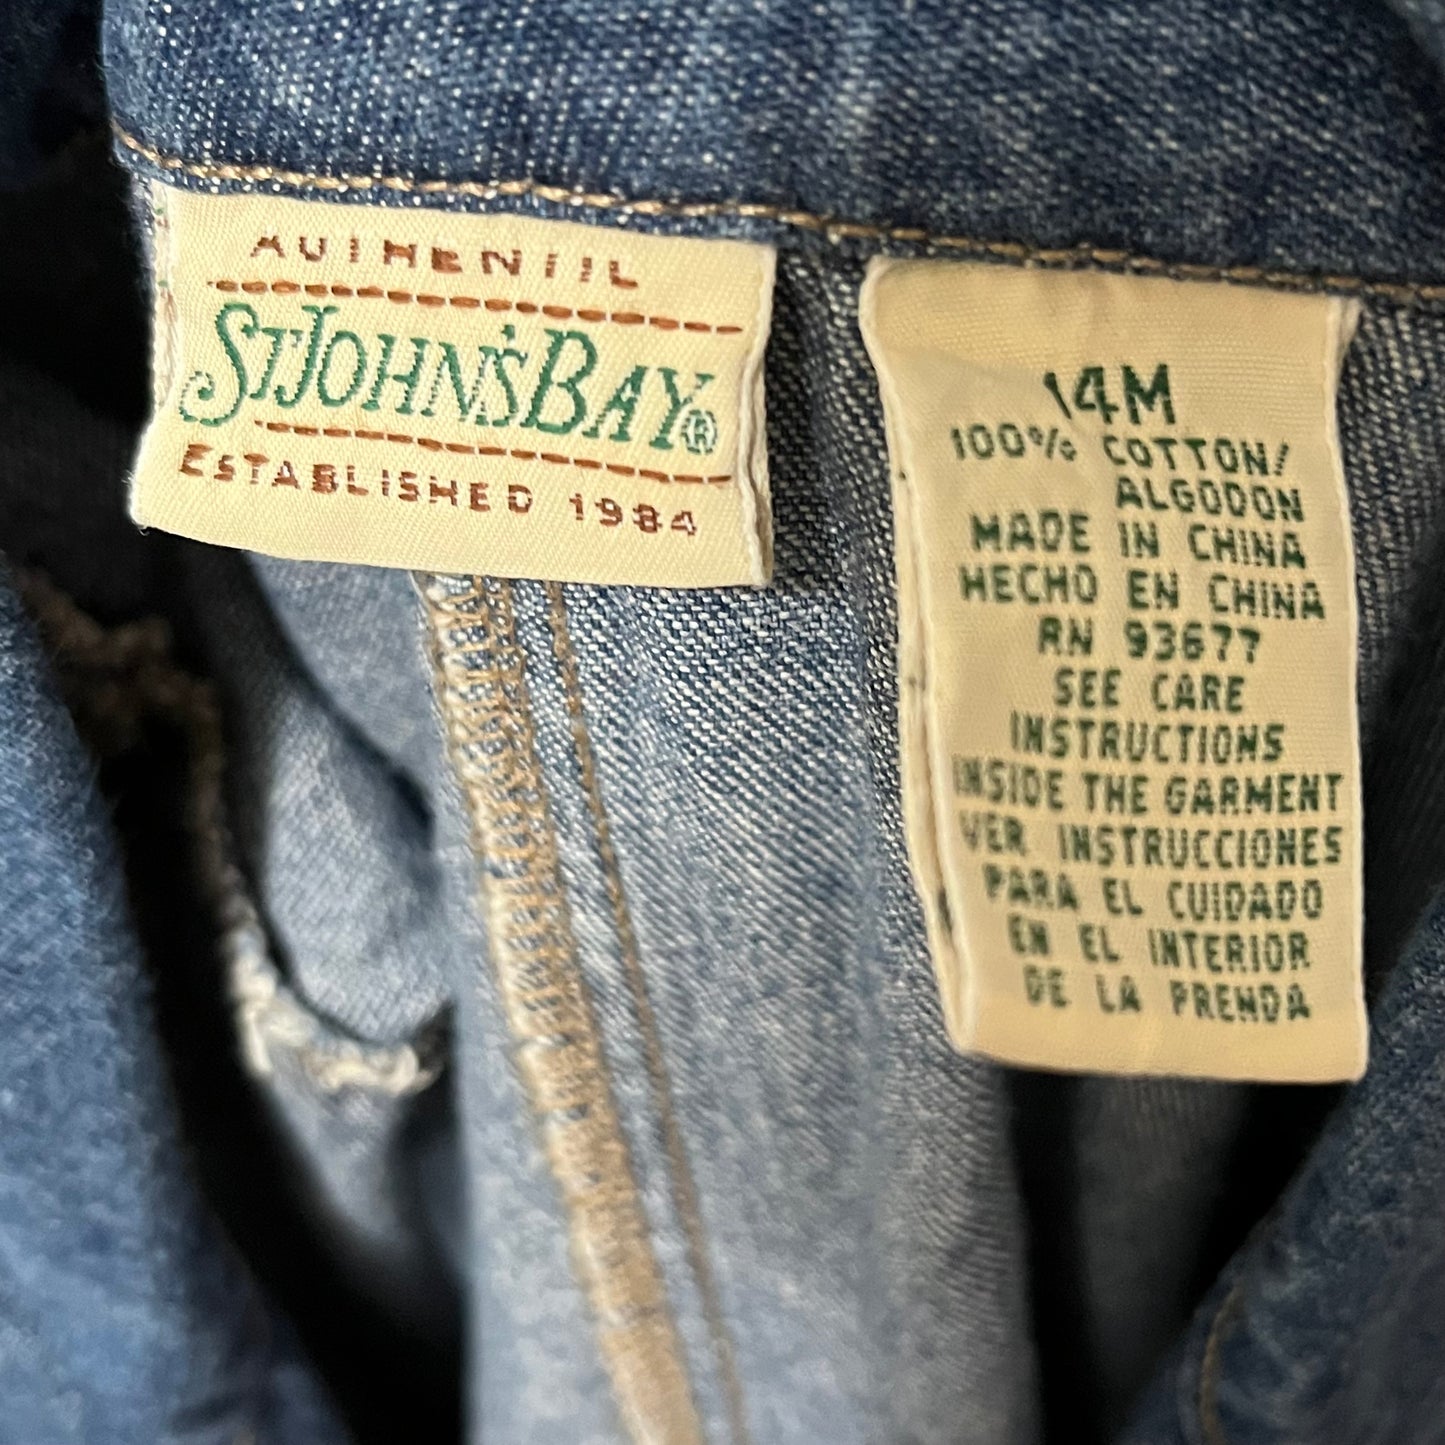 AUTHENTIC
ST JOHN'S BAY®
ESTABLISHED 1984
14M
100% COTTON/
ALGODON
MADE IN CHINA
HECHO EN CHINA
RN 93677
SEE CARE
INSTRUCTIONS
INSIDE THE GARMENT
VER INSTRUCCIONES
PARA EL CUIDADO
EN EL INTERIOR
DE LA PRENDA